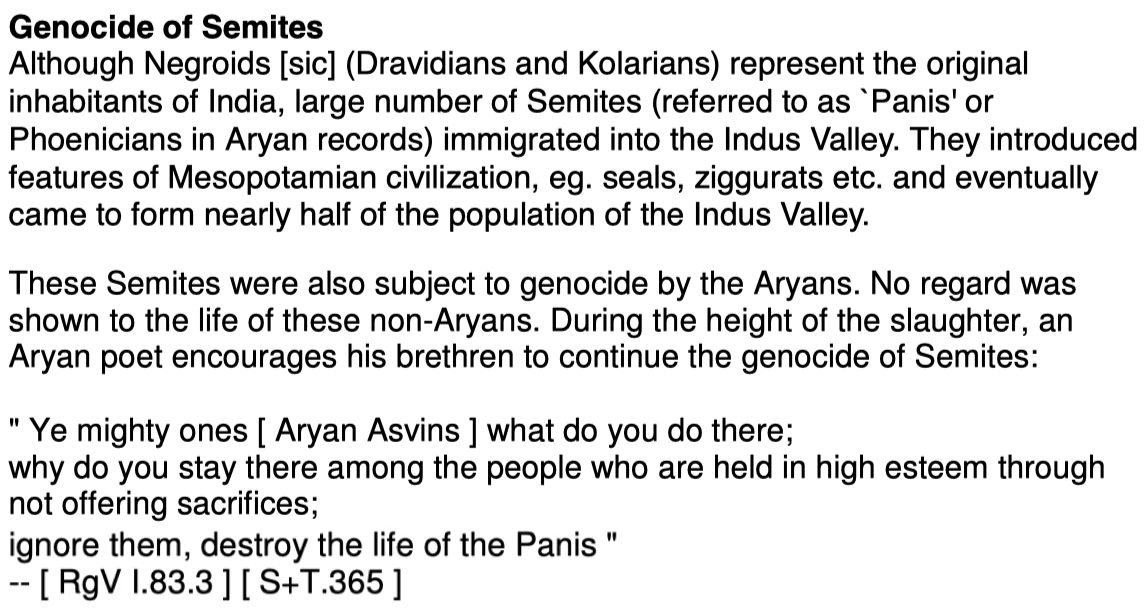 Genocide of Semites
Although Negroids [sic] (Dravidians and Kolarians) represent the original
inhabitants of India, large number of Semites (referred to as `Panis' or
Phoenicians in Aryan records) immigrated into the Indus Valley. They introduced
features of Mesopotamian civilization, eg. seals, ziggurats etc. and eventually
came to form nearly half of the population of the Indus Valley.
These Semites were also subject to genocide by the Aryans. No regard was
shown to the life of these non-Aryans. During the height of the slaughter, an
Aryan poet encourages his brethren to continue the genocide of Semites:
" Ye mighty ones [ Aryan Asvins ] what do you do there;
why do you stay there among the people who are held in high esteem through
not offering sacrifices;
ignore them, destroy the life of the Panis "
-- [ RgV I.83.3 ] [ S+T.365 ]